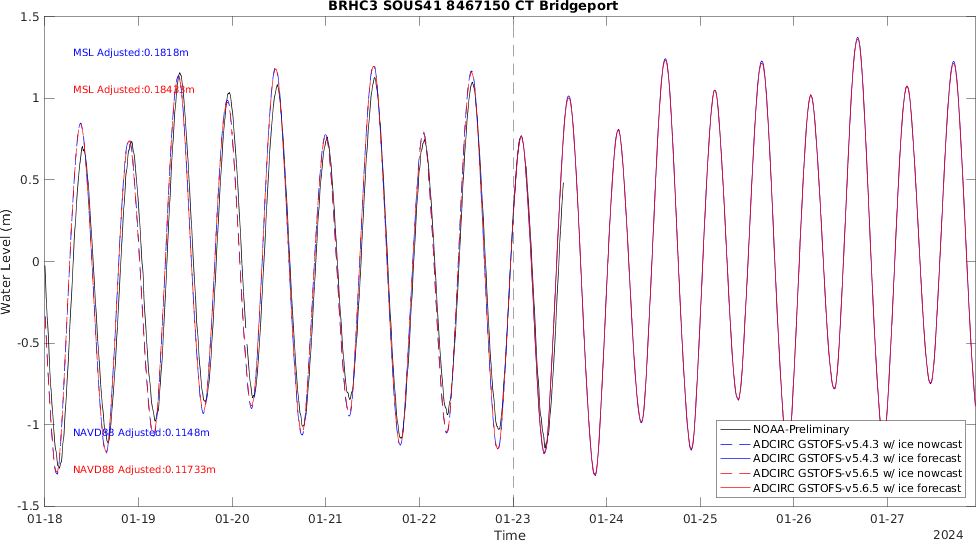 BRHC3 SOUS41 8467150 CT Bridgeport
1.5
1
0.5
0
-0.5
-1
-1.5
Water Level (m)
MSL Adjusted:0.1818m
MSL Adjusted:0.18433m
NAVD88 Adjusted:0.1148m
NAVD88 Adjusted:0.11733m
NOAA-Preliminary
ADCIRC GSTOFS-v5.4.3 w/ ice nowcast
ADCIRC GSTOFS-v5.4.3 w/ ice forecast
ADCIRC GSTOFS-v5.6.5 w/ ice nowcast
ADCIRC GSTOFS-v5.6.5 w/ ice forecast
01-18 01-19 01-20 01-21 01-22 01-23 01-24 01-25 01-26 01-27
Time
2024